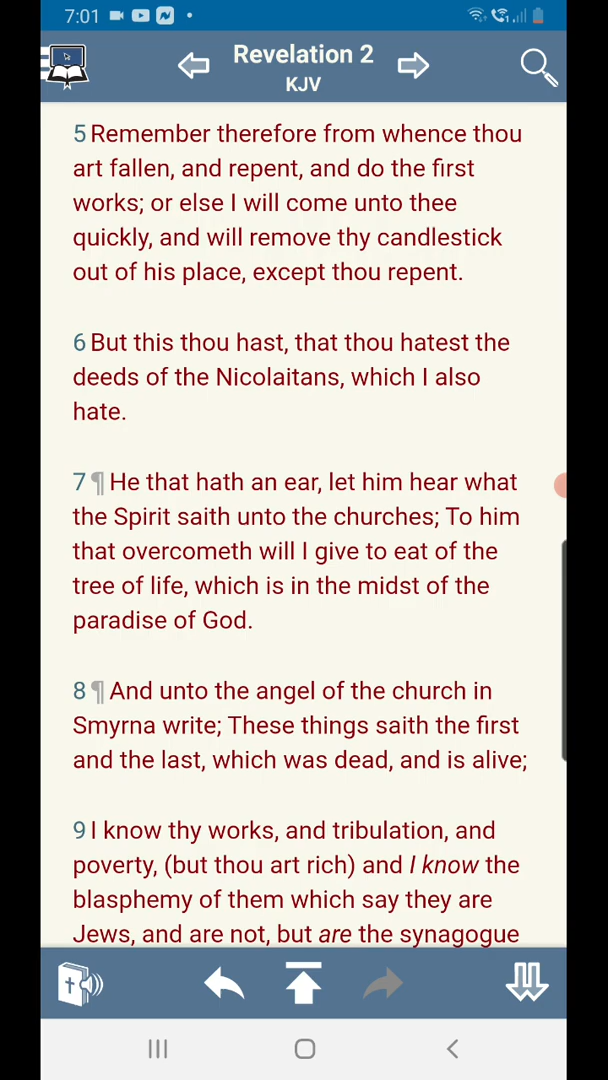 7:01
Revelation 2
KJV
5 Remember therefore from whence thou
art fallen, and repent, and do the first
works; or else I will come unto thee
quickly, and will remove thy candlestick
out of his place, except thou repent.
6 But this thou hast, that thou hatest the
deeds of the Nicolaitans, which I also
hate.
7 ¶ He that hath an ear, let him hear what
the Spirit saith unto the churches; To him
that overcometh will I give to eat of the
tree of life, which is in the midst of the
paradise of God.
8 ¶ And unto the angel of the church in
Smyrna write; These things saith the first
and the last, which was dead, and is alive;
9 I know thy works, and tribulation, and
poverty, (but thou art rich) and I know the
blasphemy of them which say they are
Jews, and are not, but are the synagogue